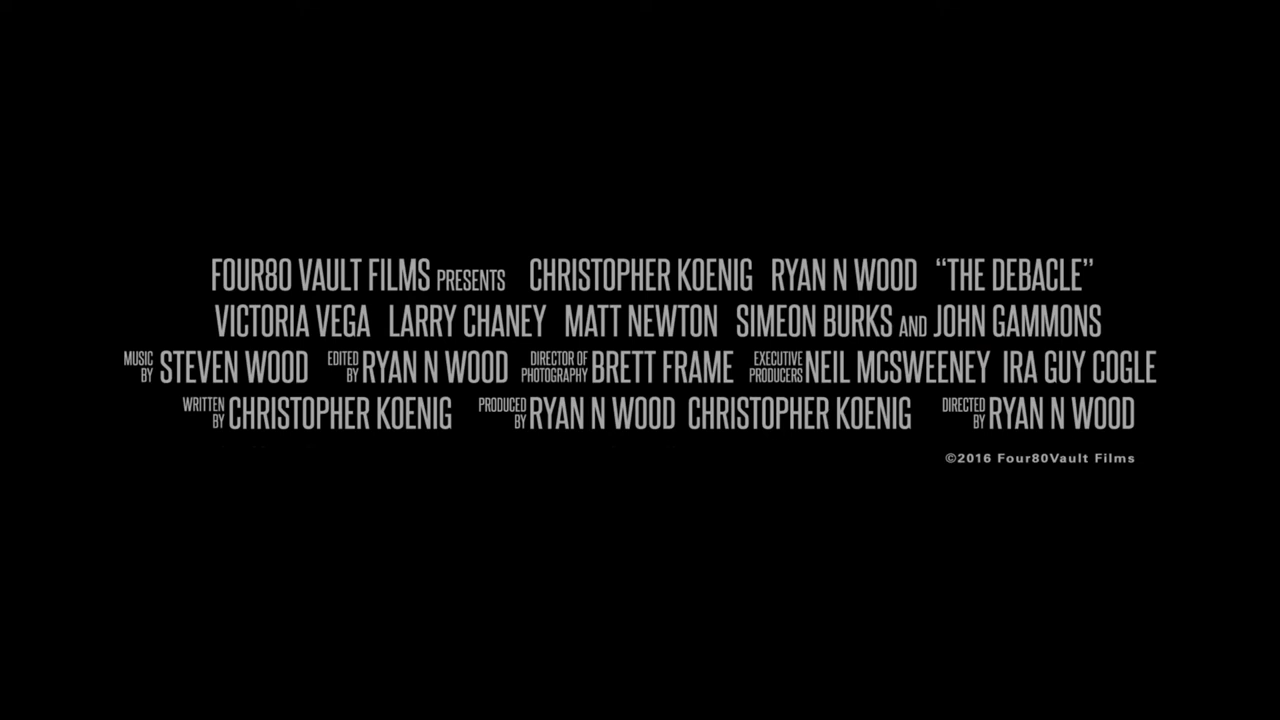 FOUR80 VAULT FILMS PRESENTS CHRISTOPHER KOENIG RYAN N WOOD “THE DEBACLE”
VICTORIA VEGA LARRY CHANEY MATT NEWTON SIMEON BURKS AND JOHN GAMMONS
MUSIC BY STEVEN WOOD EDITED BY RYAN N WOOD DIRECTOR OF PHOTOGRAPHY BRETT FRAME EXECUTIVE PRODUCERS NEIL MCSWEENEY IRA GUY COGLE
WRITTEN BY CHRISTOPHER KOENIG PRODUCED BY RYAN N WOOD CHRISTOPHER KOENIG DIRECTED BY RYAN N WOOD
©2016 Four80Vault Films